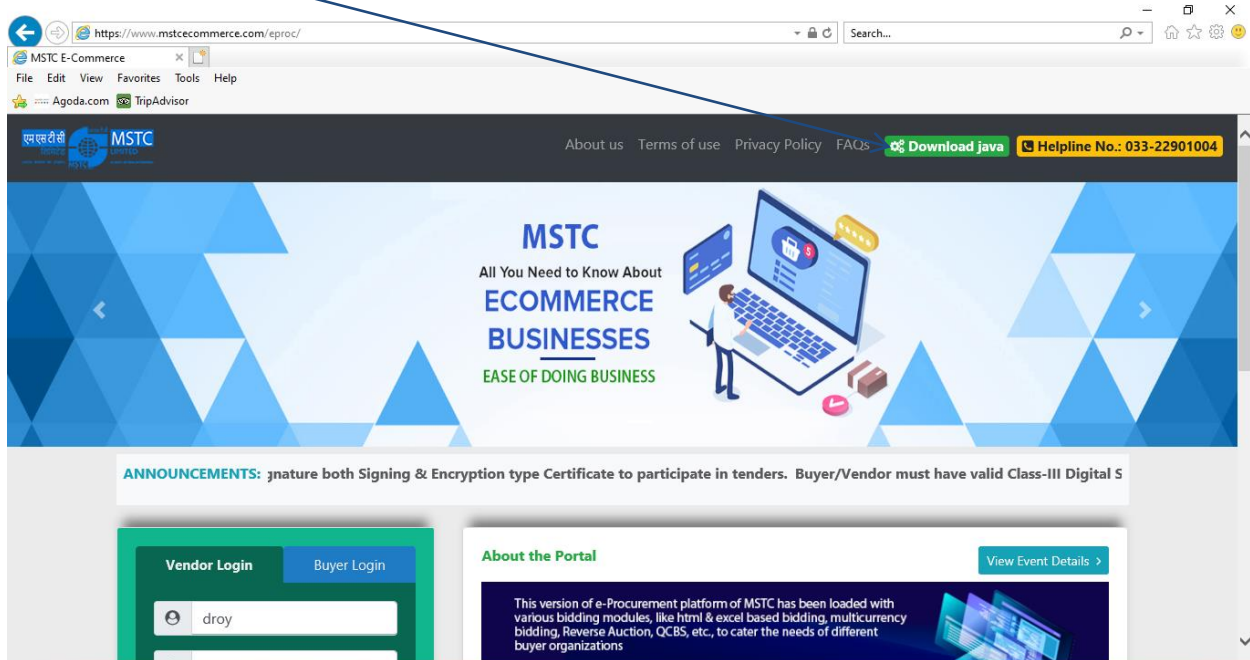 https://www.mstcecommerce.com/eproc/
Search...
MSTC E-Commerce
File Edit View Favorites Tools Help
Agoda.com TripAdvisor
एम एस टी सी MSTC
About us Terms of use Privacy Policy FAQs Download java Helpline No.: 033-22901004
MSTC
All You Need to Know About
ECOMMERCE
BUSINESSES
EASE OF DOING BUSINESS
5
ANNOUNCEMENTS: gnature both Signing & Encryption type Certificate to participate in tenders. Buyer/Vendor must have valid Class-III Digital S
Vendor Login Buyer Login
droy
About the Portal
View Event Details >
This version of e-Procurement platform of MSTC has been loaded with
various bidding modules, like html & excel based bidding, multicurrency
bidding, Reverse Auction, QCBS, etc., to cater the needs of different
buyer organizations